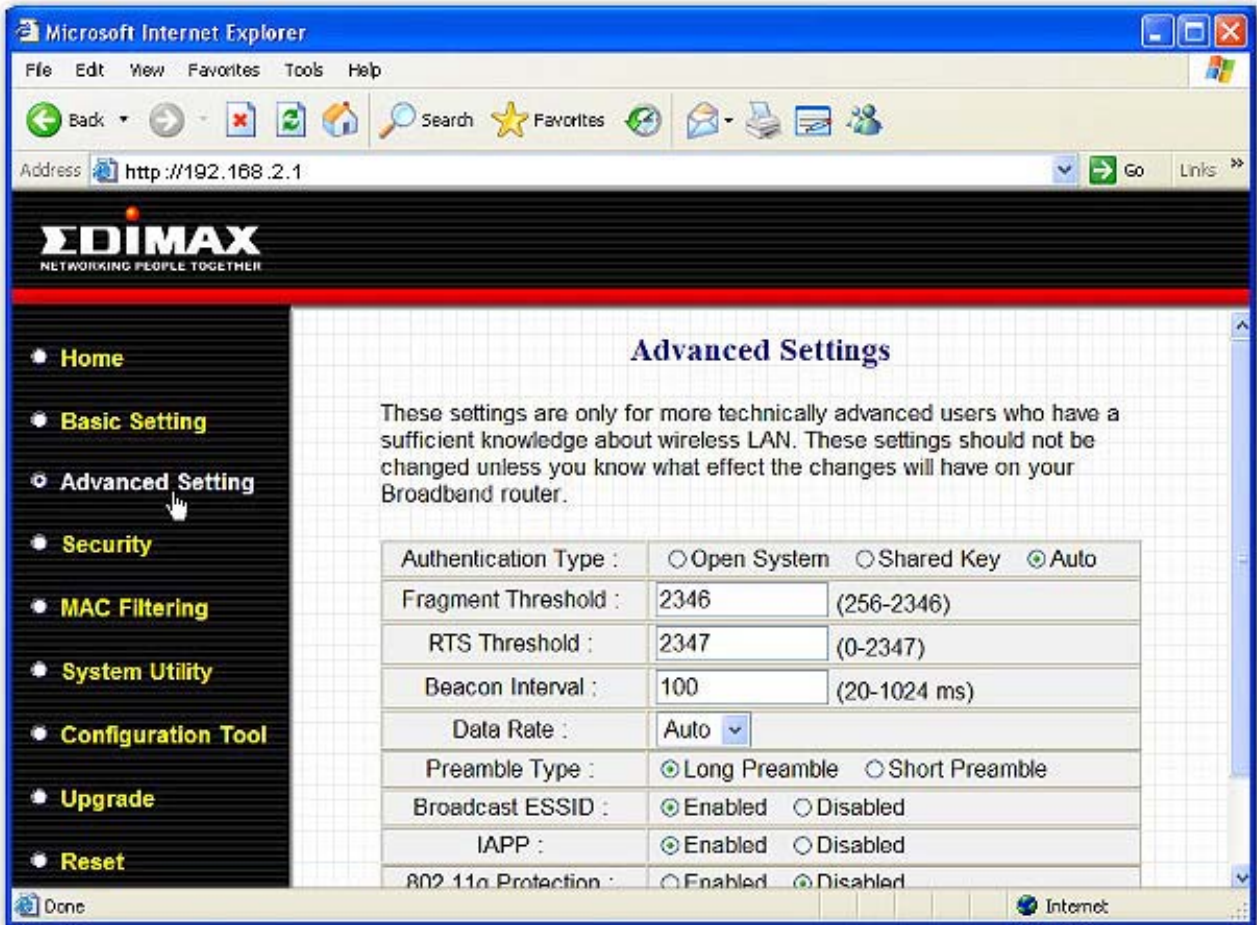 Microsoft Internet Explorer
File Edit View Favorites Tools Help
Back Search Favorites
Address http://192.168.2.1 Go Links »
EDIMAX
NETWORKING PEOPLE TOGETHER
Home
Basic Setting
Advanced Setting
Security
MAC Filtering
System Utility
Configuration Tool
Upgrade
Reset
Advanced Settings
These settings are only for more technically advanced users who have a
sufficient knowledge about wireless LAN. These settings should not be
changed unless you know what effect the changes will have on your
Broadband router.
Authentication Type : Open System Shared Key Auto
Fragment Threshold : 2346 (256-2346)
RTS Threshold : 2347 (0-2347)
Beacon Interval : 100 (20-1024 ms)
Data Rate : Auto
Preamble Type : Long Preamble Short Preamble
Broadcast ESSID : Enabled Disabled
IAPP : Enabled Disabled
802.11g Protection : Enabled Disabled
Done Internet